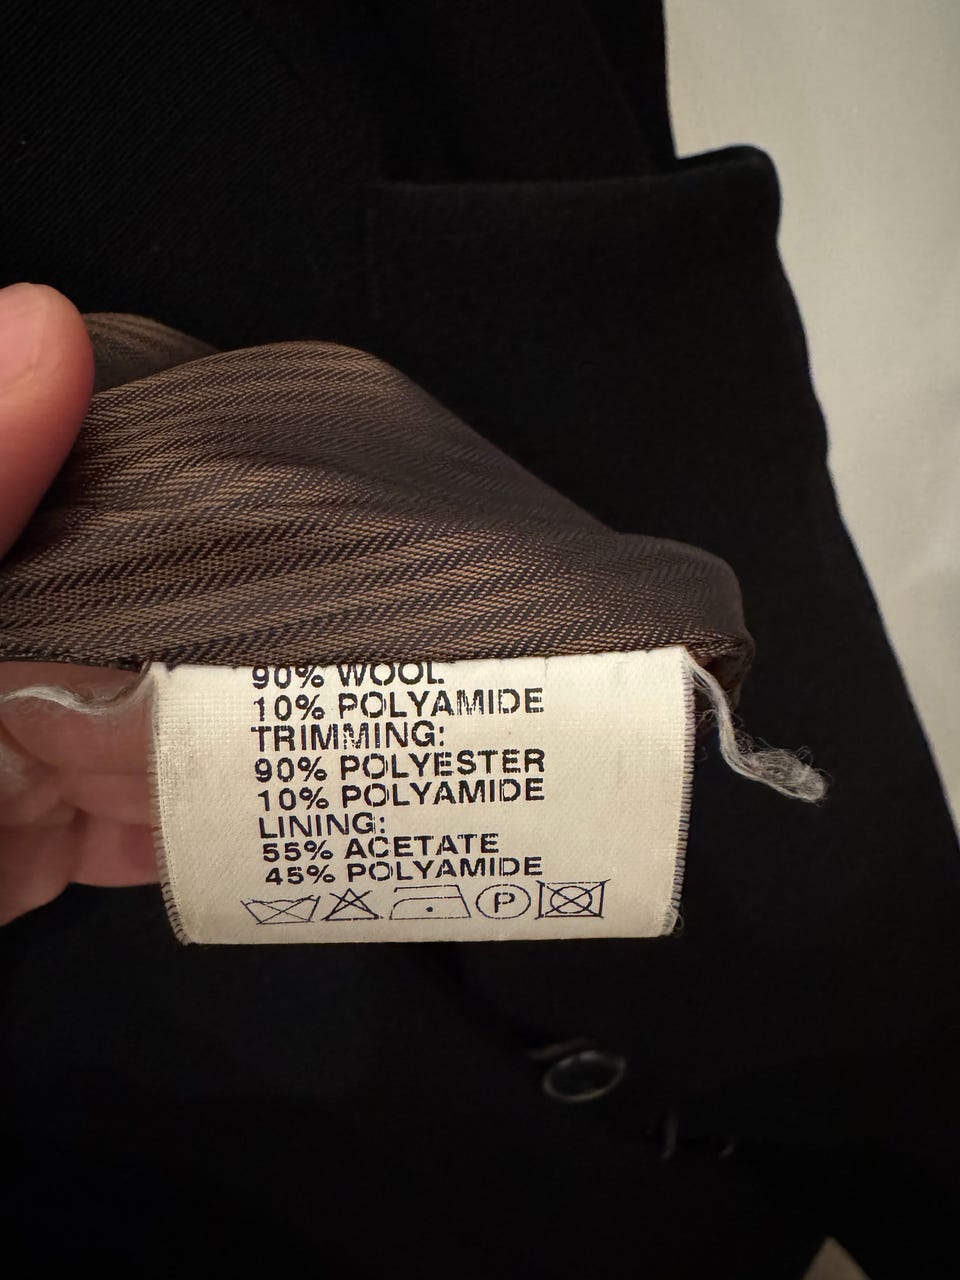 90% WOOL
10% POLYAMIDE
TRIMMING:
90% POLYESTER
10% POLYAMIDE
LINING:
55% ACETATE
45% POLYAMIDE
P